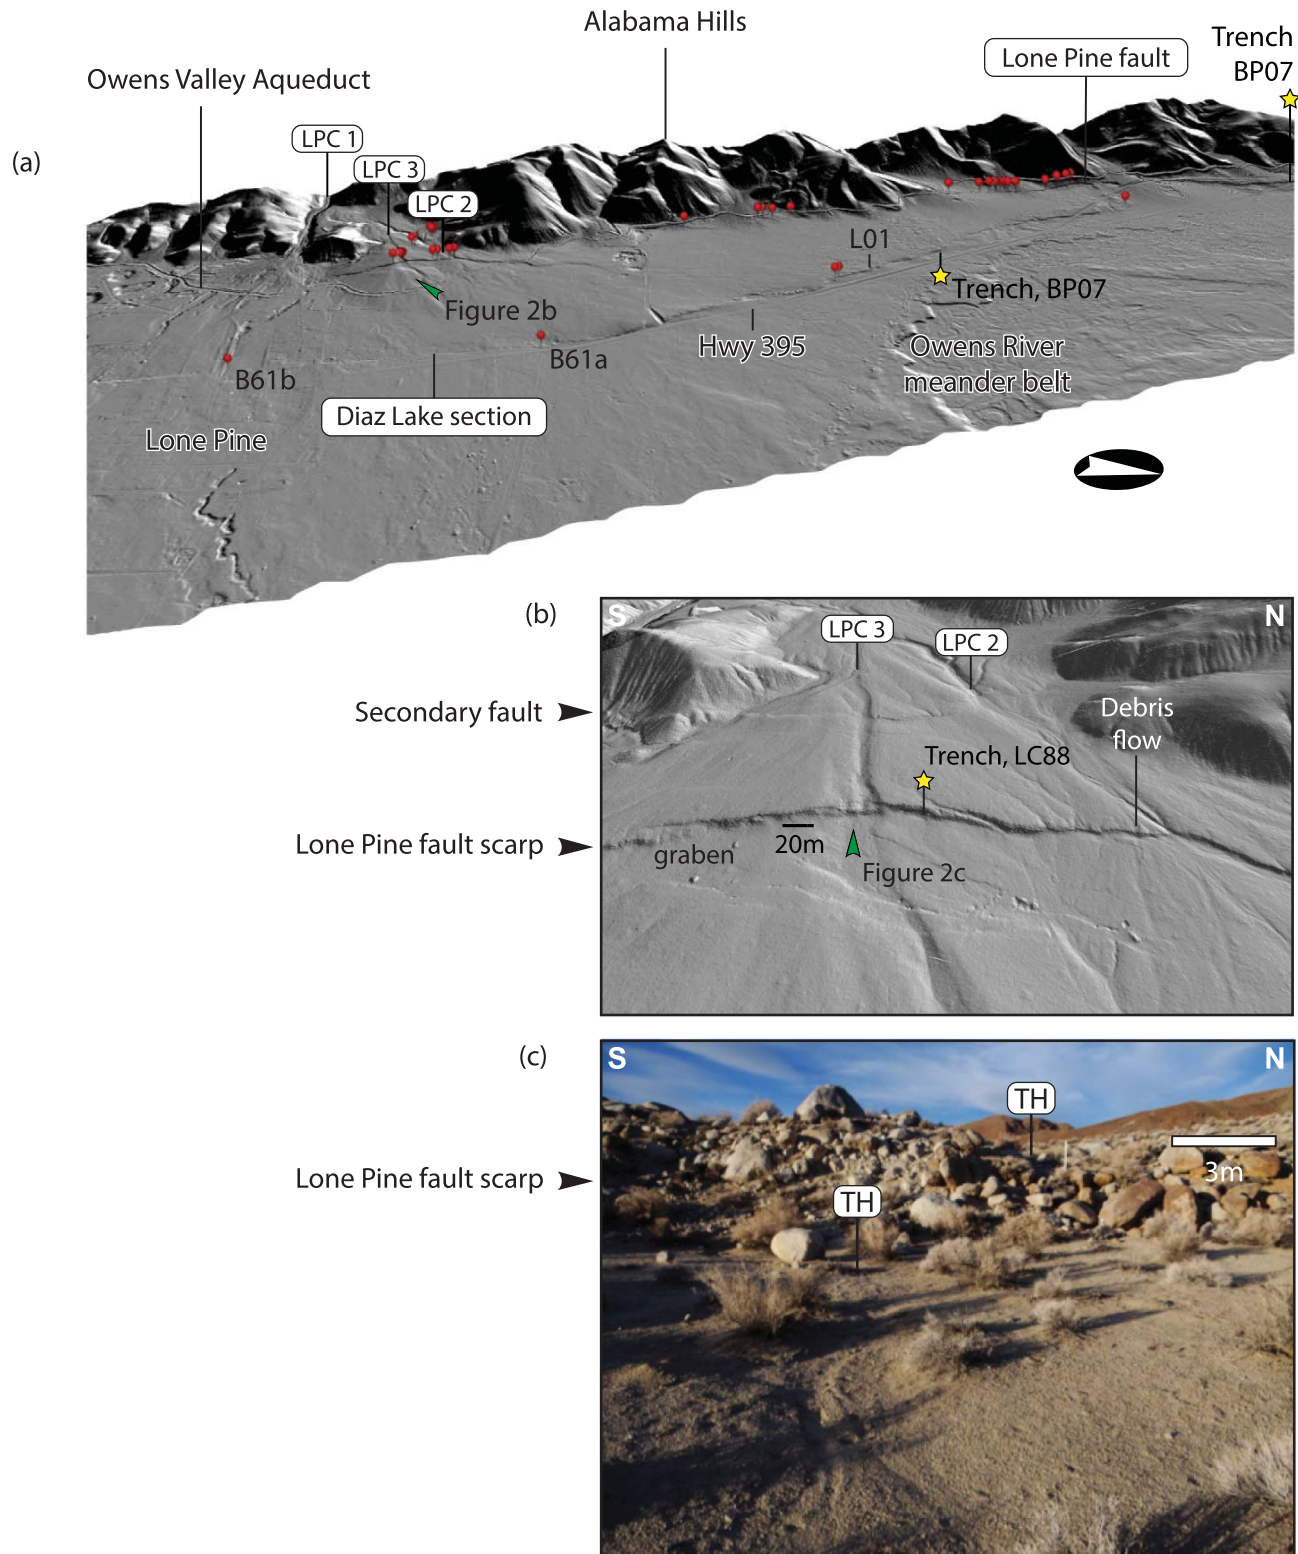 Alabama Hills
Trench
BP07
Lone Pine fault
Owens Valley Aqueduct
LPC 1
(a)
LPC 3
LPC 2
L01
Trench, BP07
Figure 2b
Hwy 395
Owens River
meander belt
B61a
B61b
Diaz Lake section
Lone Pine
(b)
S
N
LPC 3
LPC 2
Secondary fault
Debris
flow
Trench, LC88
Lone Pine fault scarp
20m
graben
Figure 2c
(c)
S
N
TH
3m
Lone Pine fault scarp
TH